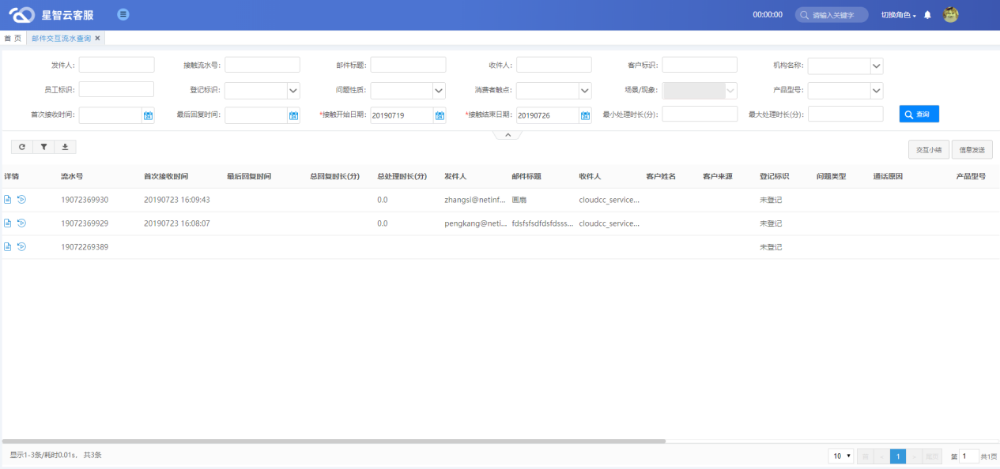 星智云客服
00:00:00
请输入关键字
切换角色
首 页
邮件交互流水查询 ×
发件人:
接触流水号:
邮件标题:
收件人:
客户标识:
机构名称:
员工标识:
登记标识:
问题性质:
消费者触点:
场景/现象:
产品型号:
首次接收时间:
最后回复时间:
*接触开始日期: 20190719
*接触结束日期: 20190726
最小处理时长(分):
最大处理时长(分):
查询
交互小结
信息发送
详情 流水号 首次接收时间 最后回复时间 总回复时长(分) 总处理时长(分) 发件人 邮件标题 收件人 客户姓名 客户来源 登记标识 问题类型 通话原因 产品型号
19072369930 20190723 16:09:43 0.0 zhangsi@netinf... 画扇 cloudcc_service... 未登记
19072369929 20190723 16:08:07 0.0 pengkang@neti... fdsfsfsdfdsfdsss... cloudcc_service... 未登记
19072269389 未登记
显示1-3条/耗时0.01s， 共3条
10
1
第 1 共1页